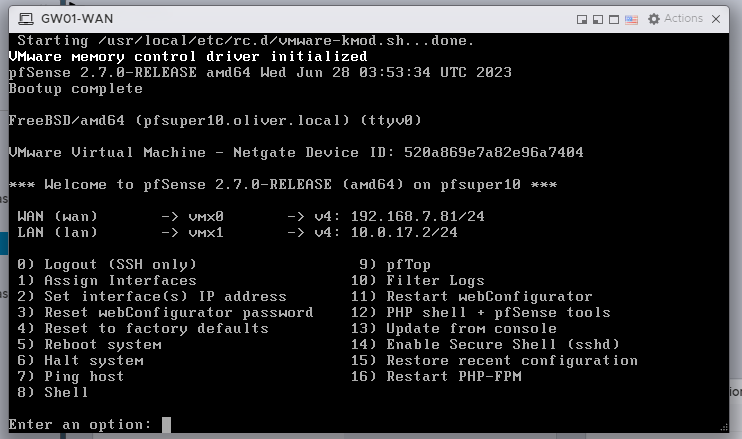 GW01-WAN
Actions
Starting /usr/local/etc/rc.d/vmware-kmod.sh...done.
VMware memory control driver initialized
pfSense 2.7.0-RELEASE amd64 Wed Jun 28 03:53:34 UTC 2023
Bootup complete
FreeBSD/amd64 (pfsuper10.oliver.local) (ttyv0)
VMware Virtual Machine - Netgate Device ID: 520a869e7a82e96a7404
*** Welcome to pfSense 2.7.0-RELEASE (amd64) on pfsuper10 ***
WAN (wan) -> vmx0 -> v4: 192.168.7.81/24
LAN (lan) -> vmx1 -> v4: 10.0.17.2/24
0) Logout (SSH only) 9) pfTop
1) Assign Interfaces 10) Filter Logs
2) Set interface(s) IP address 11) Restart webConfigurator
3) Reset webConfigurator password 12) PHP shell + pfSense tools
4) Reset to factory defaults 13) Update from console
5) Reboot system 14) Enable Secure Shell (sshd)
6) Halt system 15) Restore recent configuration
7) Ping host 16) Restart PHP-FPM
8) Shell
Enter an option: